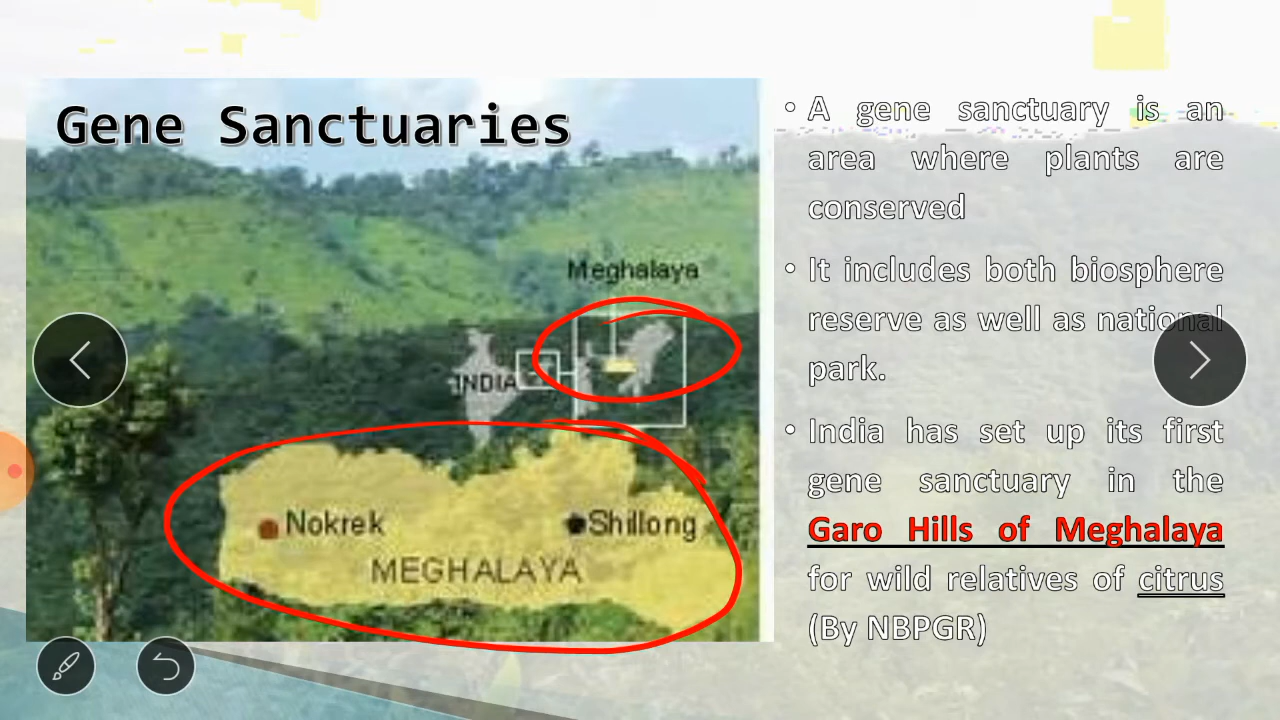 Gene Sanctuaries
Meghalaya
INDIA
Nokrek
Shillong
MEGHALAYA
• A gene sanctuary is an
area where plants are
conserved
• It includes both biosphere
reserve as well as national
park.
• India has set up its first
gene sanctuary in the
Garo Hills of Meghalaya
for wild relatives of citrus
(By NBPGR)